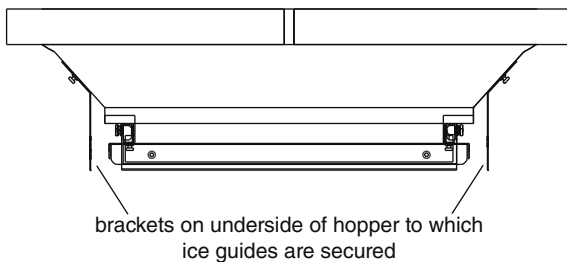 brackets on underside of hopper to which
ice guides are secured